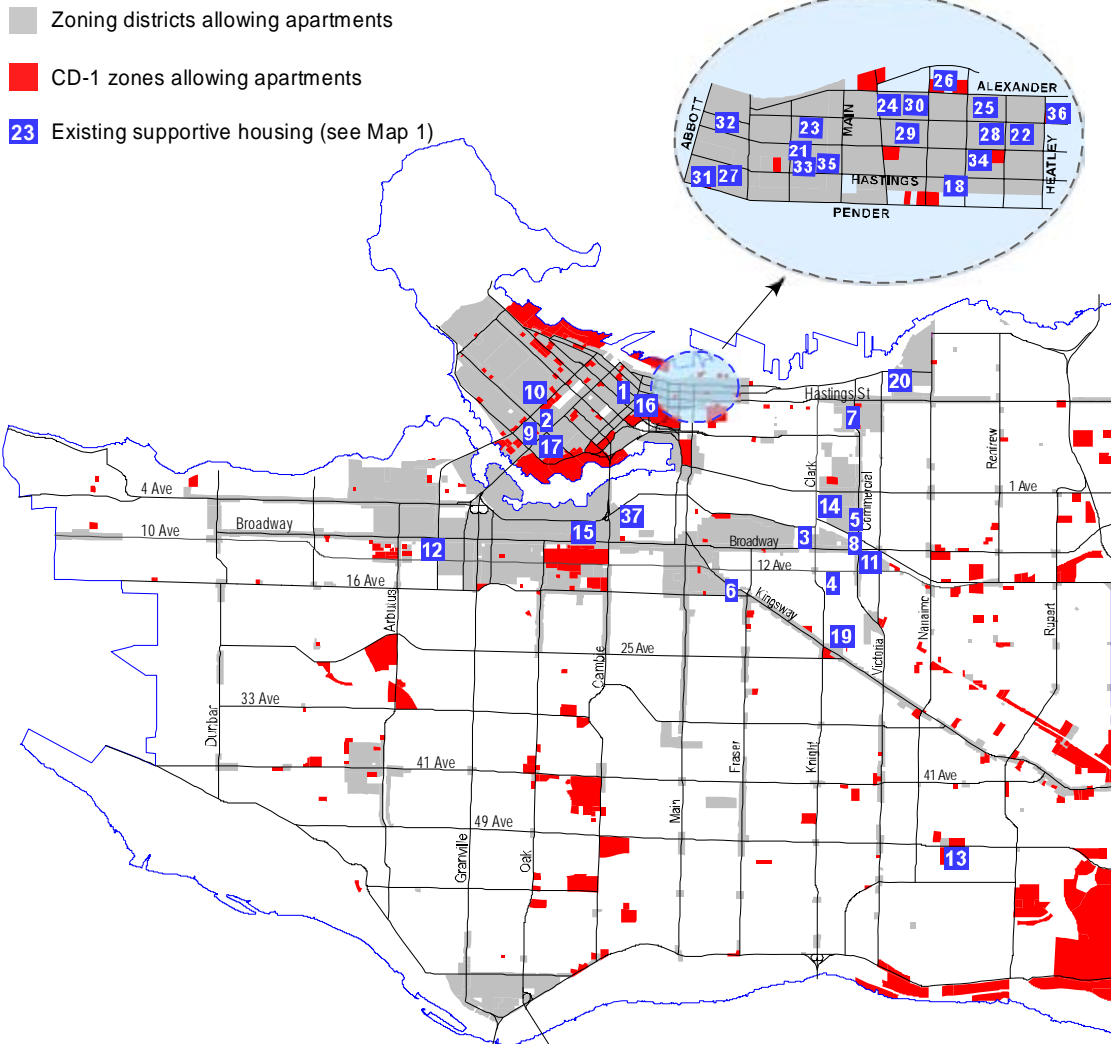 Zoning districts allowing apartments
CD-1 zones allowing apartments
23 Existing supportive housing (see Map 1)
26
ALEXANDER
24 30 25 36
ABBOTT
32 23 MAIN 29 28 22
21
33 35 34
HEATLEY
31 27 HASTINGS 18
PENDER
10 1 16 20
Hastings St
2 7
9 17
Renfrew
Clark
Commercial
4 Ave 1 Ave
14
10 Ave Broadway 37 5
15 Broadway 3 8
12 12 Ave 11
16 Ave 6 4
Kingsway
Arbutus Nanaimo Rupert
19
25 Ave
Cambie Victoria
33 Ave
Dunbar
41 Ave Fraser Knight 41 Ave
Main
49 Ave
Granville Oak
13